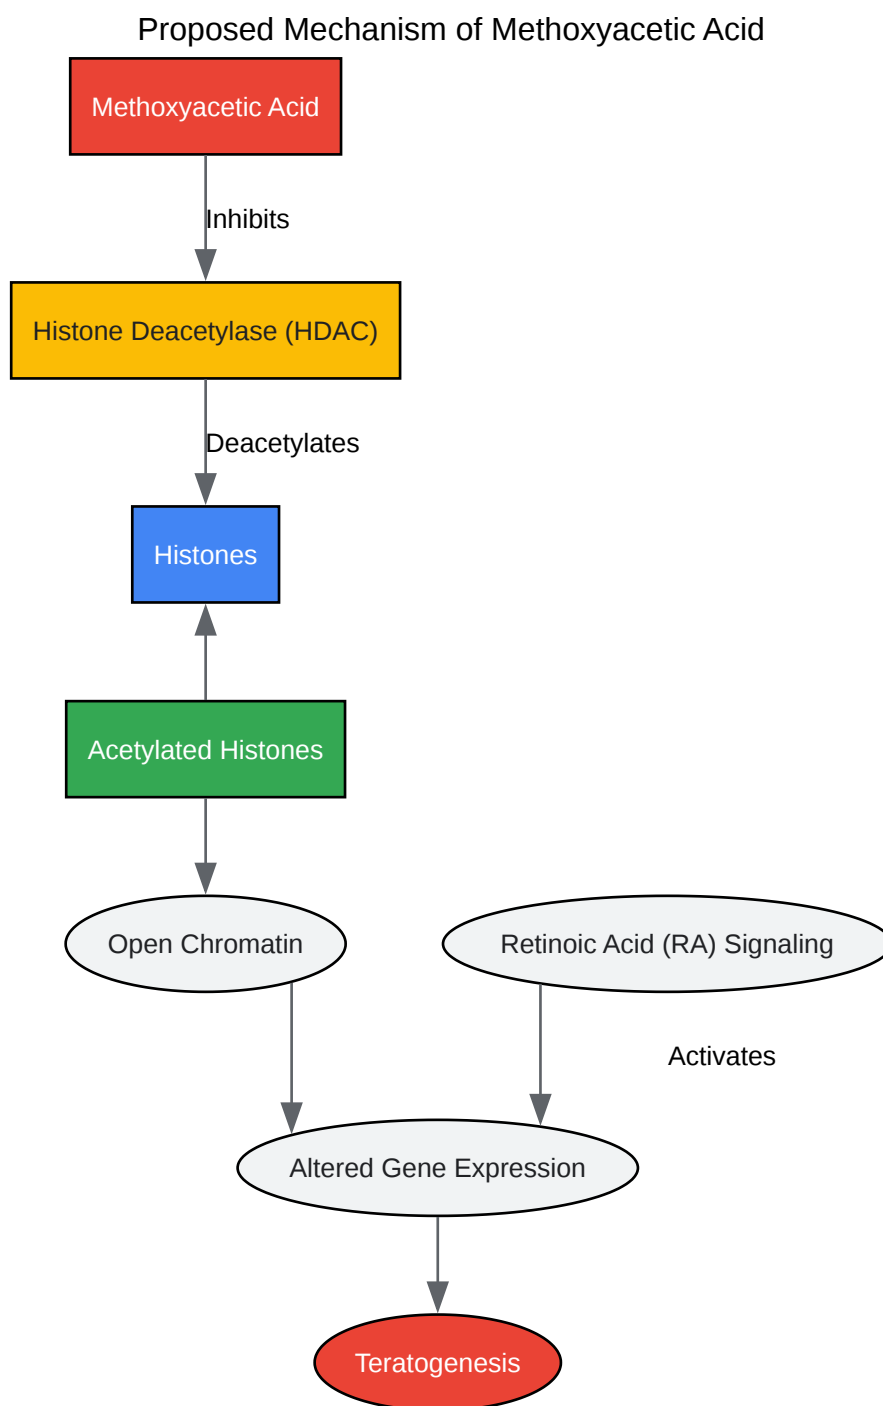 Proposed Mechanism of Methoxyacetic Acid
Methoxyacetic Acid
Inhibits
Histone Deacetylase (HDAC)
Deacetylates
Histones
Acetylated Histones
Open Chromatin
Retinoic Acid (RA) Signaling
Activates
Altered Gene Expression
Teratogenesis